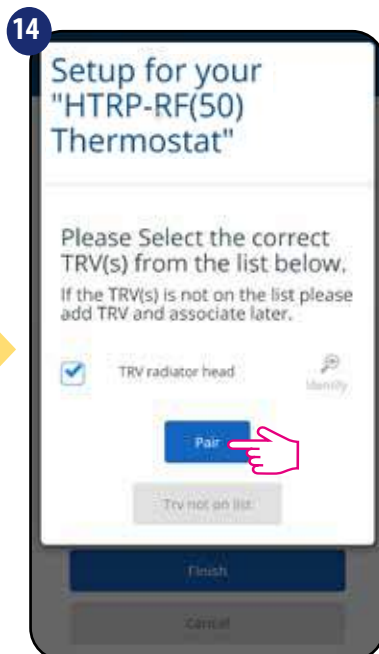 14
Setup for your
"HTRP-RF(50)
Thermostat"
Please Select the correct
TRV(s) from the list below.
If the TRV(s) is not on the list please
add TRV and associate later.
TRV radiator head
Identify
Pair
Trv not on list
Finish
Cancel